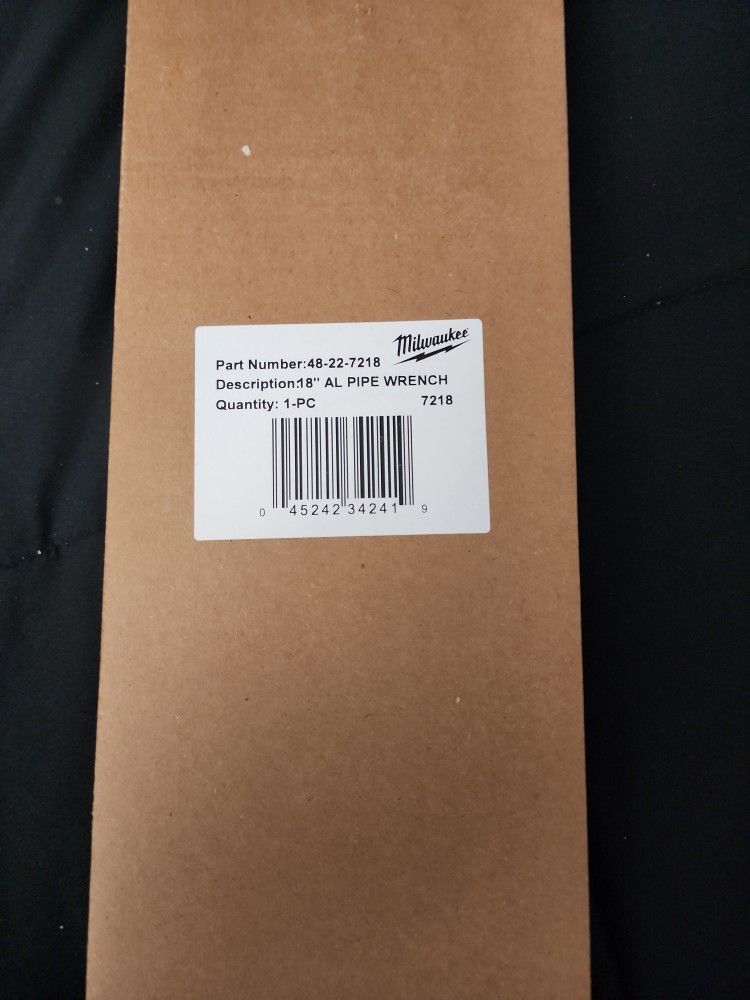 Milwaukee
Part Number:48-22-7218
Description:18" AL PIPE WRENCH
Quantity: 1-PC 7218
0 45242 34241 9